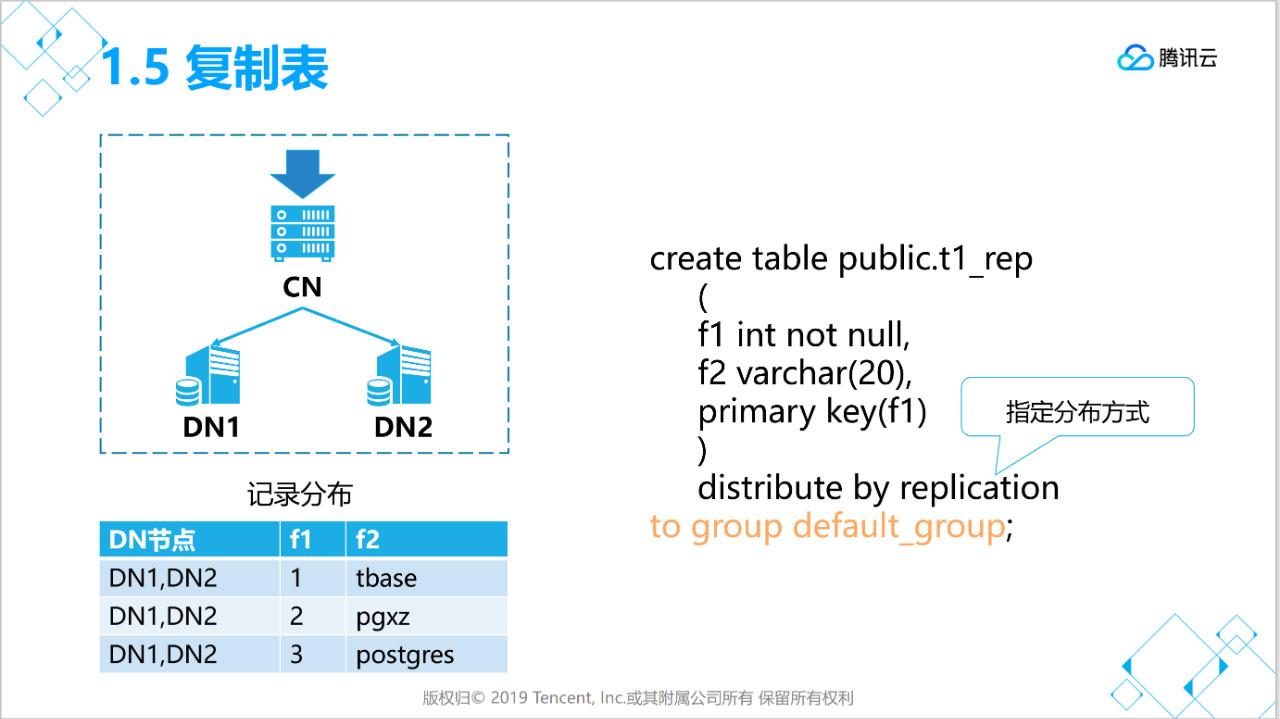 1.5 复制表
腾讯云
CN
DN1
DN2
记录分布
DN节点 f1 f2
DN1,DN2 1 tbase
DN1,DN2 2 pgxz
DN1,DN2 3 postgres
create table public.t1_rep
(
f1 int not null,
f2 varchar(20),
primary key(f1)
)
distribute by replication
to group default_group;
指定分布方式
版权归© 2019 Tencent, Inc.或其附属公司所有 保留所有权利